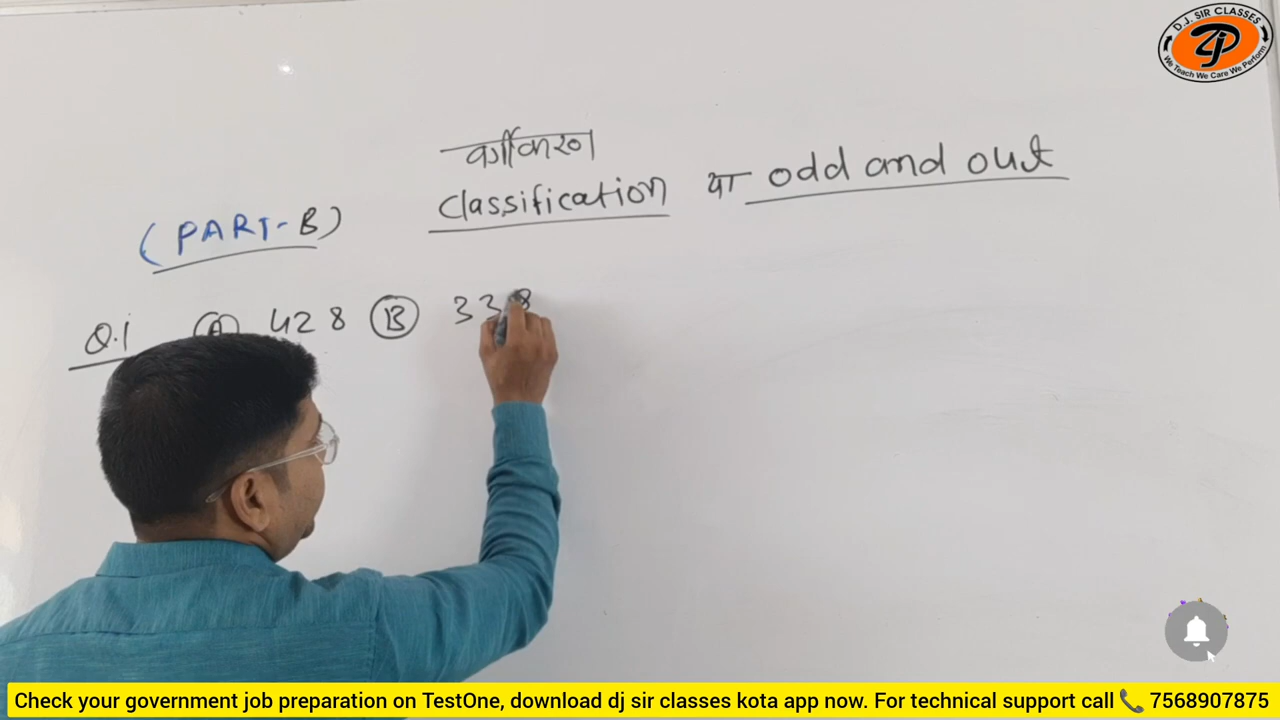 D.J. SIR CLASSES
We Teach We Care We Perform
वर्गीकरण
Classification या odd and out
(PART-B)
Q.1 (A) 428 (B) 338
Check your government job preparation on TestOne, download dj sir classes kota app now. For technical support call 📞 7568907875